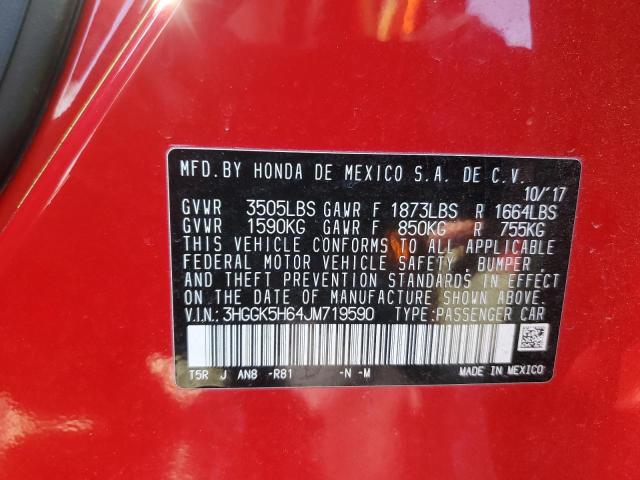 MFD.BY HONDA DE MEXICO S.A. DE C.V.
10/'17
GVWR 3505LBS GAWR F 1873LBS R 1664LBS
GVWR 1590KG GAWR F 850KG R 755KG
THIS VEHICLE CONFORMS TO ALL APPLICABLE
FEDERAL MOTOR VEHICLE SAFETY , BUMPER ,
AND THEFT PREVENTION STANDARDS IN EFFECT
ON THE DATE OF MANUFACTURE SHOWN ABOVE.
V.I.N.:3HGGK5H64JM719590 TYPE:PASSENGER CAR
T5R J AN8 -R81 -N -M MADE IN MEXICO